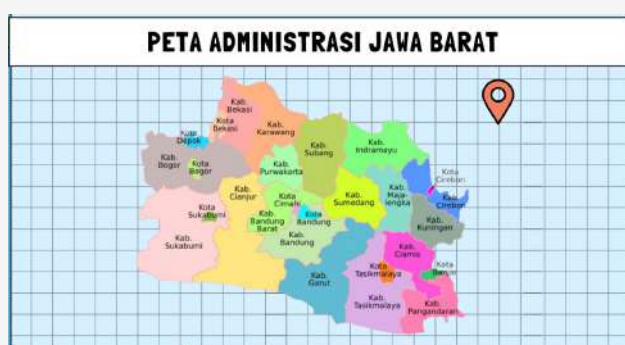 PETA ADMINISTRASI JAWA BARAT
Kab.
Bekasi
Kota
Bekasi
Kab.
Karawang
Kota
Depok
Kab.
Subang
Kab.
Indramayu
Kab.
Bogor
Kota
Bogor
Kab.
Purwakarta
Kota
Cirebon
Kab.
Cianjur
Kota
Cimahi
Kab.
Sumedang
Kab.
Maja-
lengka
Kab.
Cirebon
Kota
Sukabumi
Kab.
Bandung
Barat
Kota
Bandung
Kab.
Kuningan
Kab.
Sukabumi
Kab.
Bandung
Kab.
Ciamis
Kab.
Garut
Kota
Tasikmalaya
Kota
Banjar
Kab.
Tasikmalaya
Kab.
Pangandaran